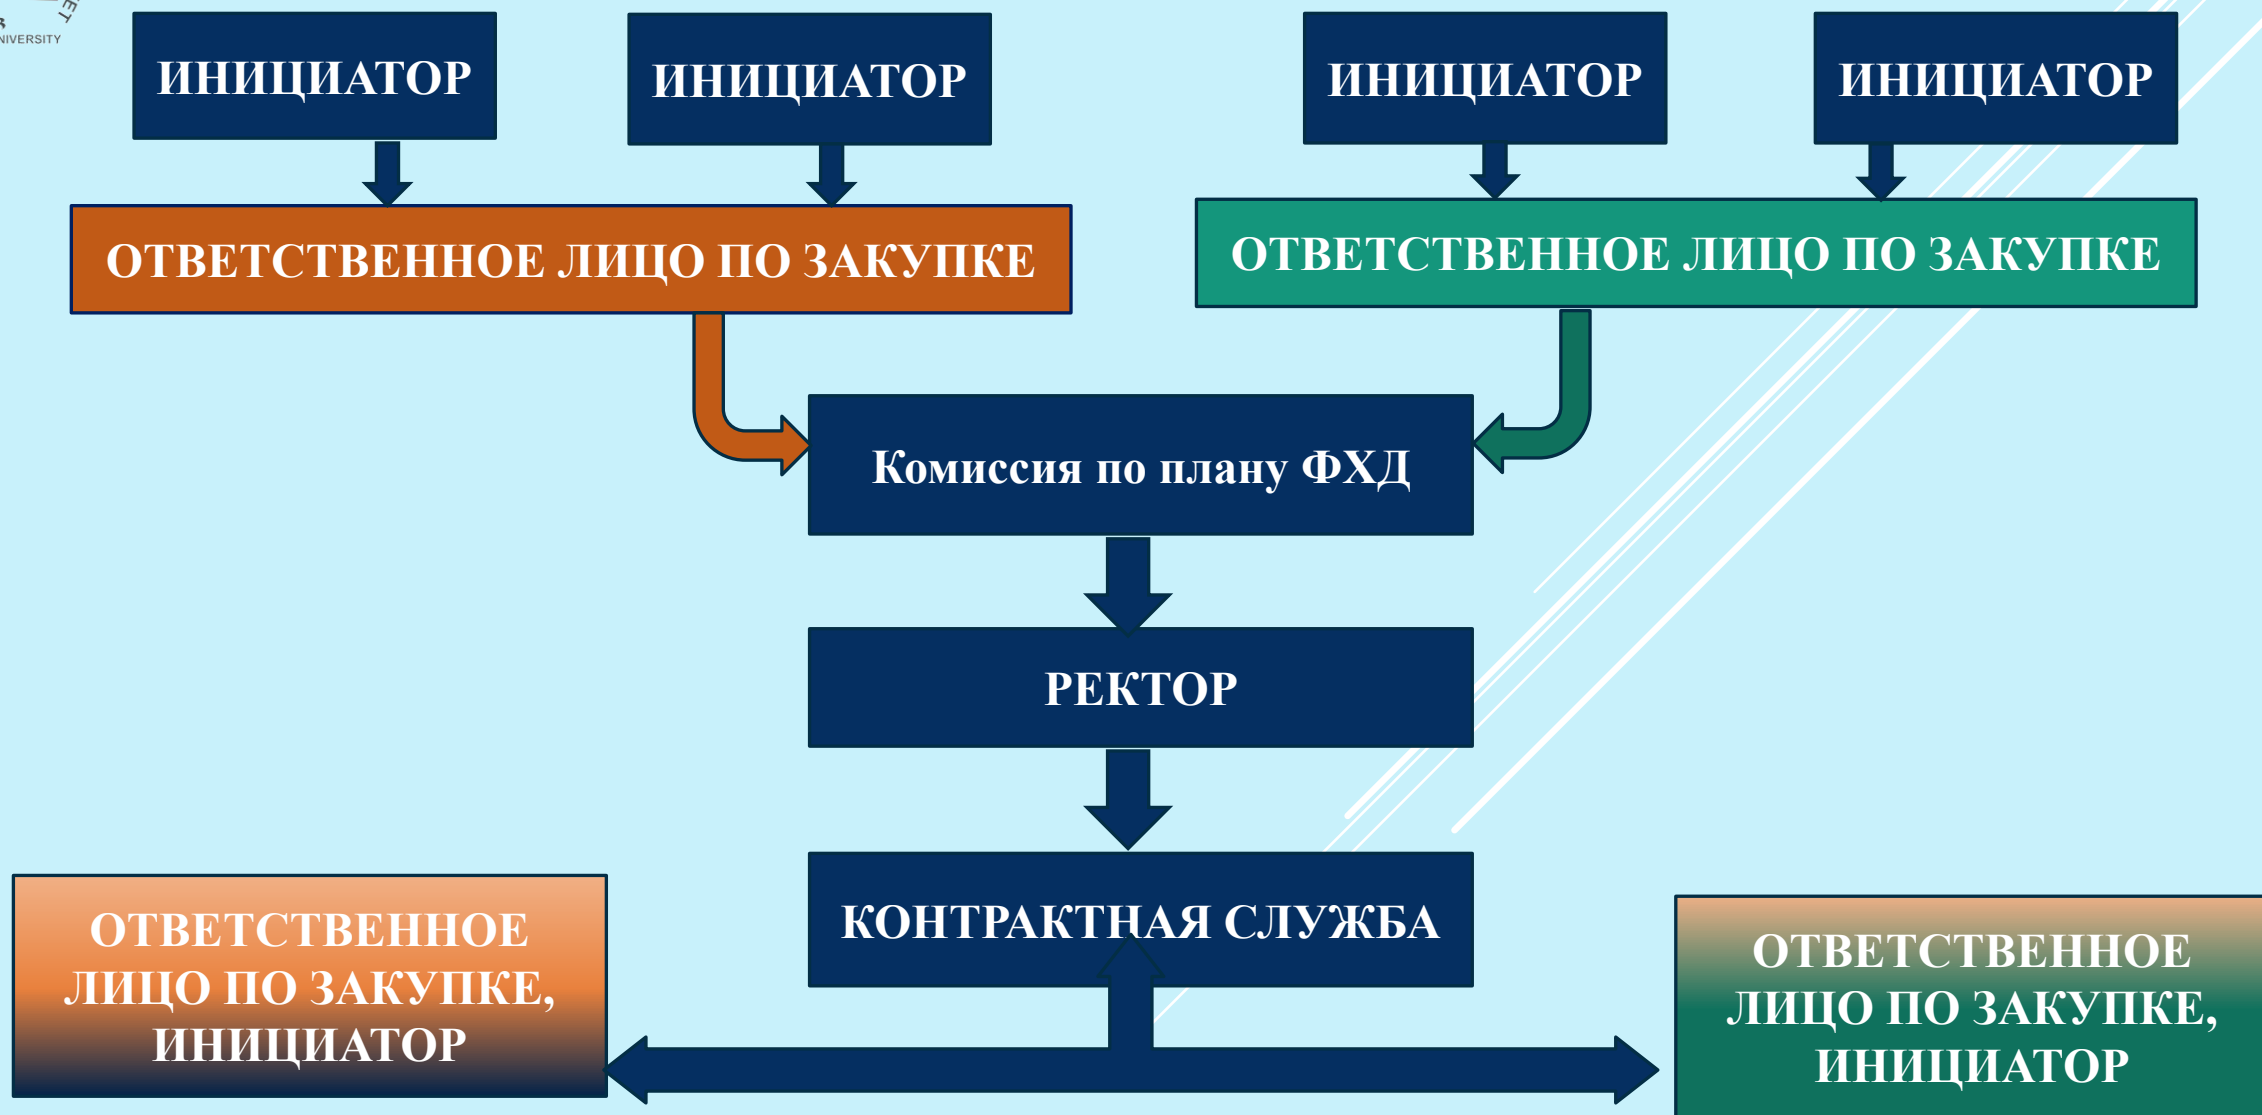 UNIVERSITY
ИНИЦИАТОР
ИНИЦИАТОР
ИНИЦИАТОР
ИНИЦИАТОР
ОТВЕТСТВЕННОЕ ЛИЦО ПО ЗАКУПКЕ
ОТВЕТСТВЕННОЕ ЛИЦО ПО ЗАКУПКЕ
Комиссия по плану ФХД
РЕКТОР
КОНТРАКТНАЯ СЛУЖБА
ОТВЕТСТВЕННОЕ
ЛИЦО ПО ЗАКУПКЕ,
ИНИЦИАТОР
ОТВЕТСТВЕННОЕ
ЛИЦО ПО ЗАКУПКЕ,
ИНИЦИАТОР